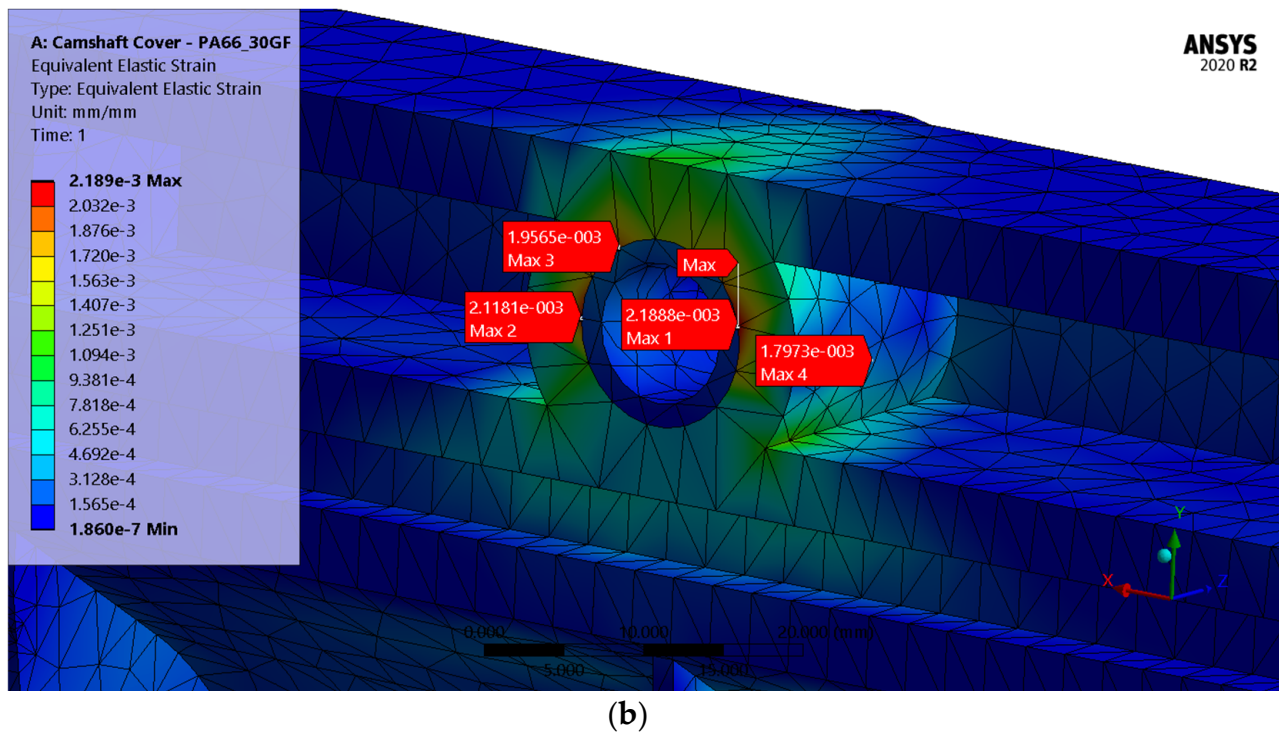 A: Camshaft Cover - PA66_30GF
Equivalent Elastic Strain
Type: Equivalent Elastic Strain
Unit: mm/mm
Time: 1
2.189e-3 Max
2.032e-3
1.876e-3
1.720e-3
1.563e-3
1.407e-3
1.251e-3
1.094e-3
9.381e-4
7.818e-4
6.255e-4
4.692e-4
3.128e-4
1.565e-4
1.860e-7 Min
ANSYS
2020 R2
1.9565e-003
Max 3
Max
2.1181e-003
Max 2
2.1888e-003
Max 1
1.7973e-003
Max 4
Y
X
Z
0.000
10.000
20.000 (mm)
5.000
15.000
(b)